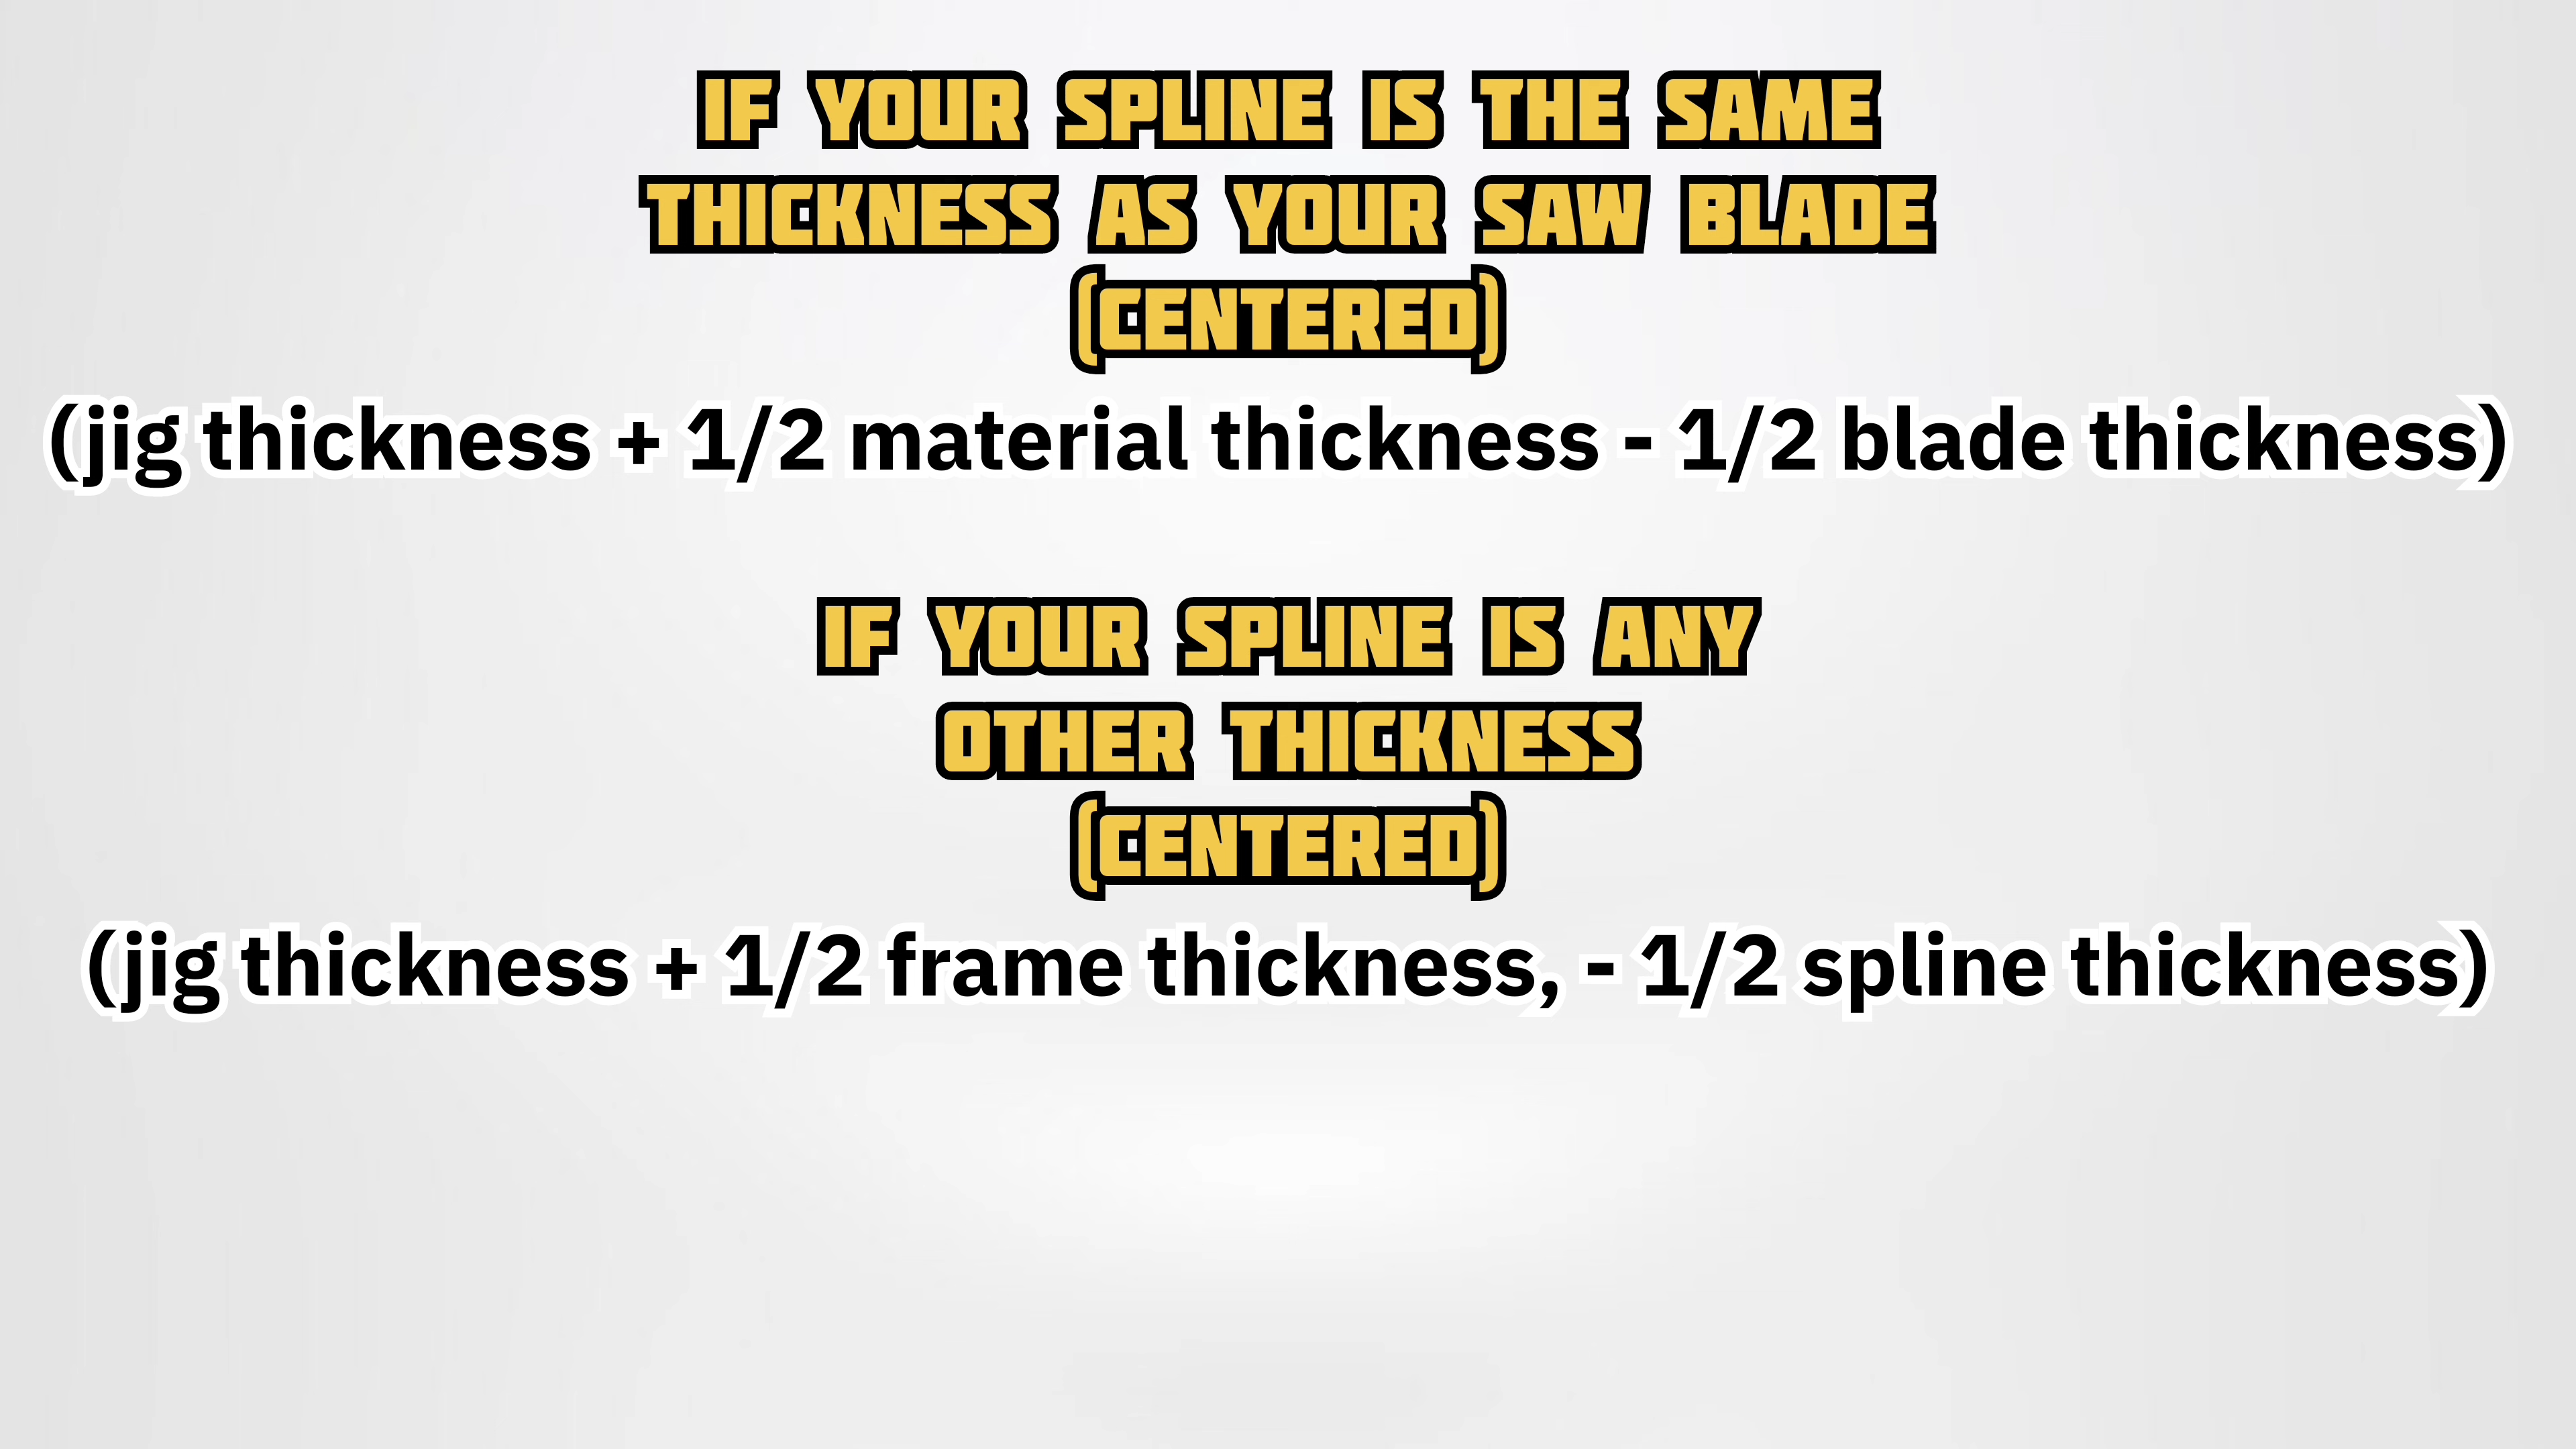 IF YOUR SPLINE IS THE SAME
THICKNESS AS YOUR SAW BLADE
(CENTERED)
(jig thickness + 1/2 material thickness - 1/2 blade thickness)
IF YOUR SPLINE IS ANY
OTHER THICKNESS
(CENTERED)
(jig thickness + 1/2 frame thickness, - 1/2 spline thickness)